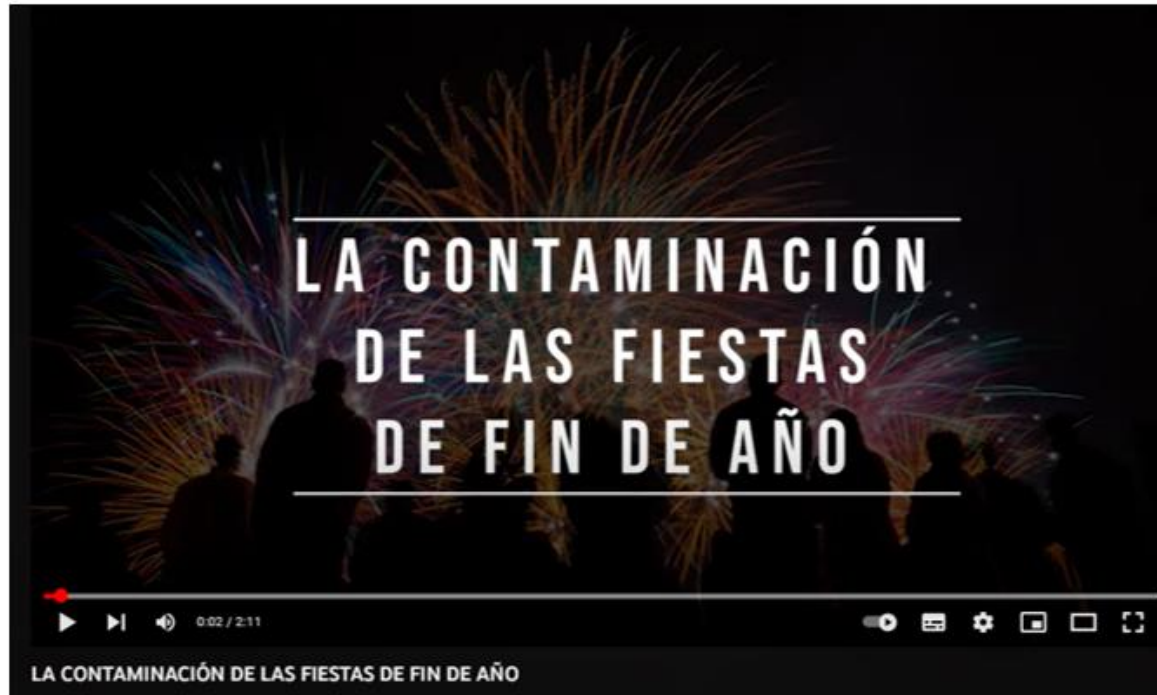 LA CONTAMINACIÓN
DE LAS FIESTAS
DE FIN DE AÑO
0:02 / 2:11
LA CONTAMINACIÓN DE LAS FIESTAS DE FIN DE AÑO